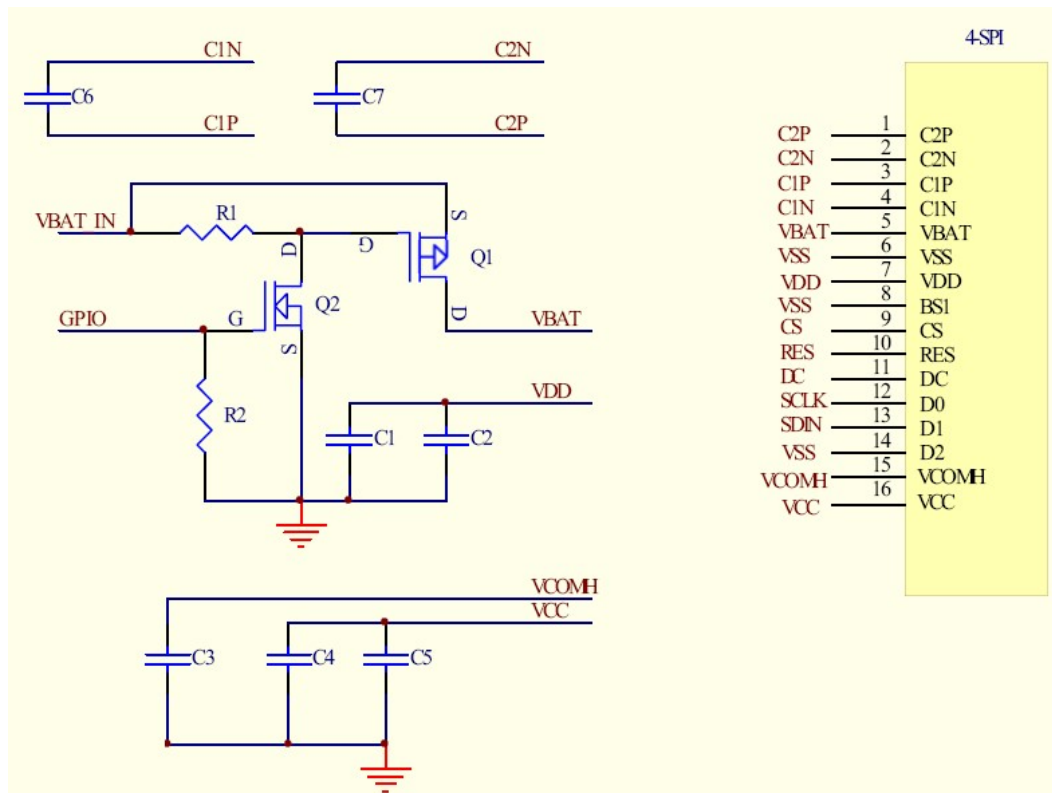 4-SPI
C1N
C6
C1P
C2N
C7
C2P
VBAT_IN
R1
D
G
S
Q1
D
VBAT
GPIO
G
Q2
S
R2
VDD
C1
C2
VCOMH
VCC
C3
C4
C5
C2P 1 C2P
C2N 2 C2N
C1P 3 C1P
C1N 4 C1N
VBAT 5 VBAT
VSS 6 VSS
VDD 7 VDD
VSS 8 BS1
CS 9 CS
RES 10 RES
DC 11 DC
SCLK 12 D0
SDIN 13 D1
VSS 14 D2
VCOMH 15 VCOMH
VCC 16 VCC